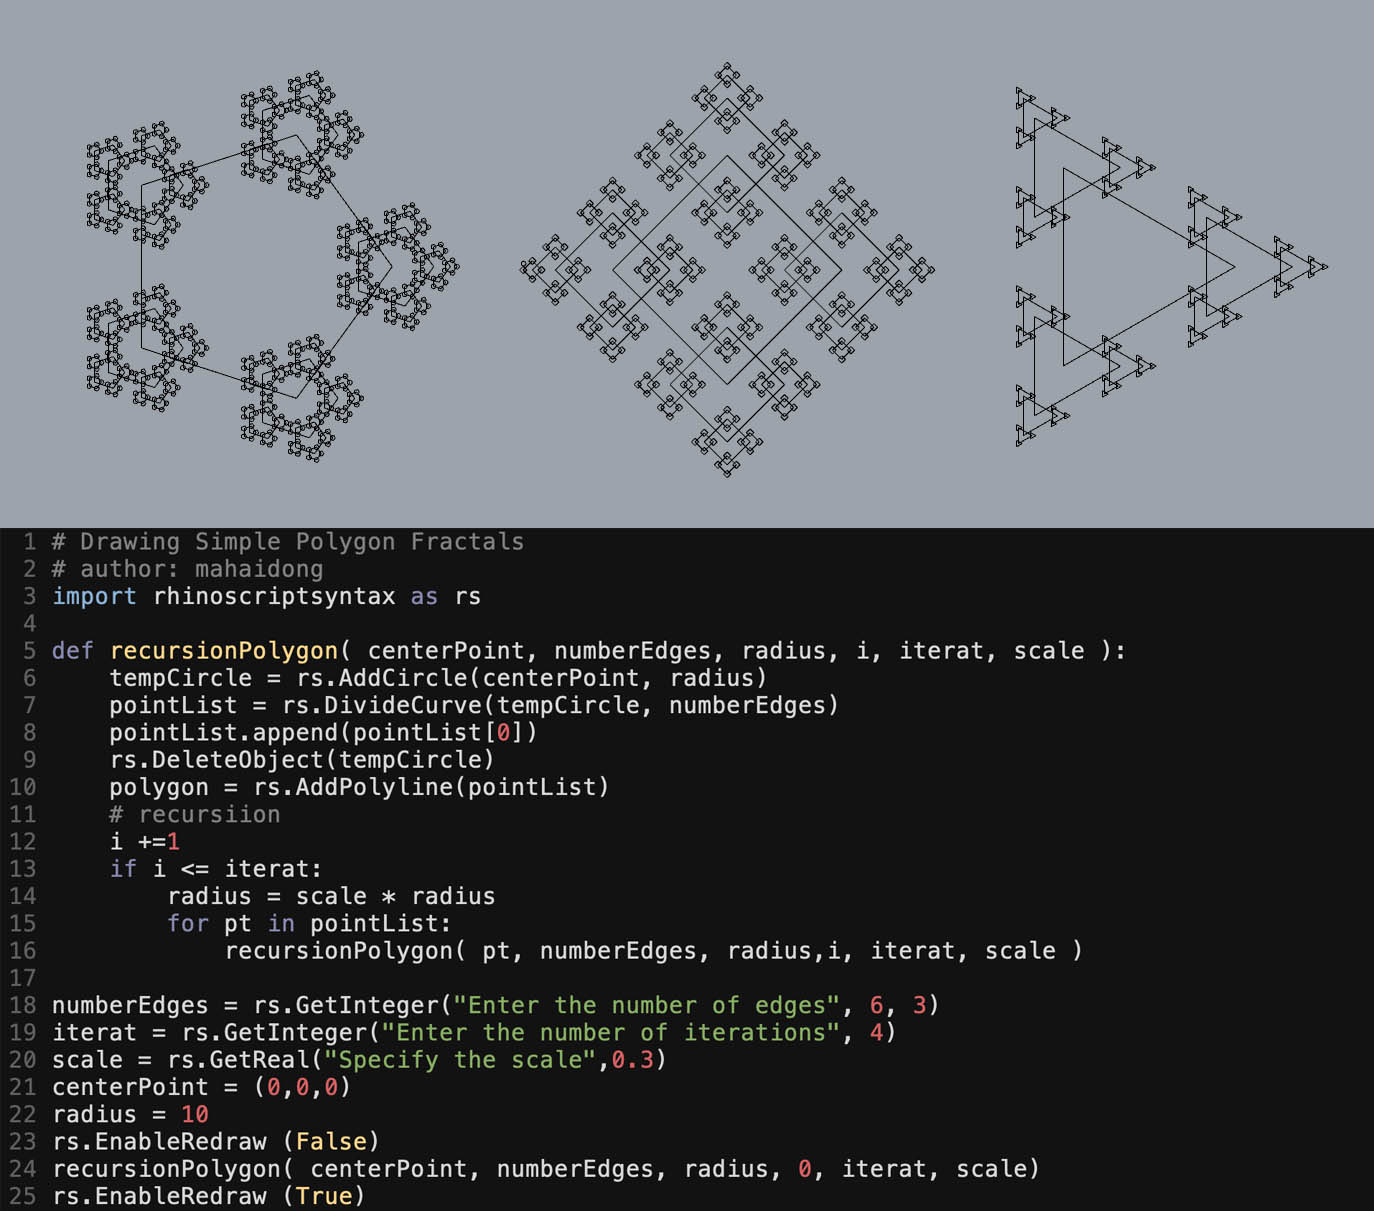 1 # Drawing Simple Polygon Fractals
2 # author: mahaidong
3 import rhinoscriptsyntax as rs
4
5 def recursionPolygon( centerPoint, numberEdges, radius, i, iterat, scale ):
6     tempCircle = rs.AddCircle(centerPoint, radius)
7     pointList = rs.DivideCurve(tempCircle, numberEdges)
8     pointList.append(pointList[0])
9     rs.DeleteObject(tempCircle)
10     polygon = rs.AddPolyline(pointList)
11     # recursiion
12     i +=1
13     if i <= iterat:
14         radius = scale * radius
15         for pt in pointList:
16             recursionPolygon( pt, numberEdges, radius,i, iterat, scale )
17
18 numberEdges = rs.GetInteger("Enter the number of edges", 6, 3)
19 iterat = rs.GetInteger("Enter the number of iterations", 4)
20 scale = rs.GetReal("Specify the scale",0.3)
21 centerPoint = (0,0,0)
22 radius = 10
23 rs.EnableRedraw (False)
24 recursionPolygon( centerPoint, numberEdges, radius, 0, iterat, scale)
25 rs.EnableRedraw (True)